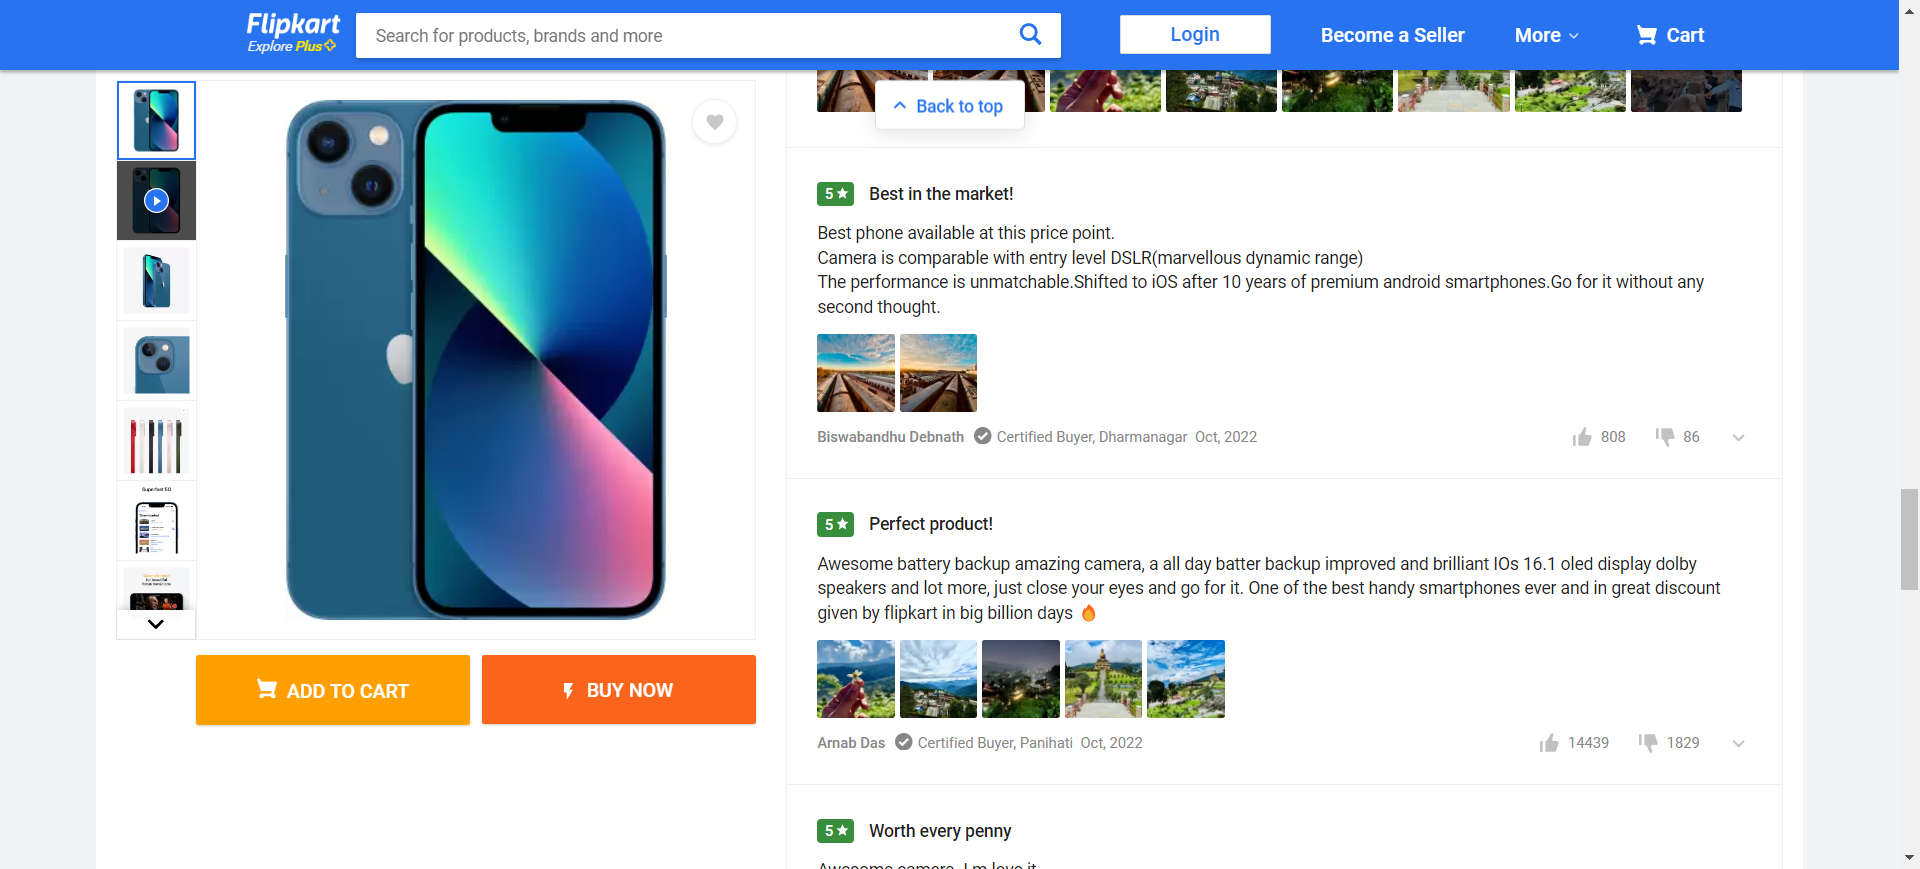 Flipkart
Explore Plus
Search for products, brands and more
Login
Become a Seller
More
Cart
Back to top
Superfast 5G
ADD TO CART
BUY NOW
5★ Best in the market!
Best phone available at this price point.
Camera is comparable with entry level DSLR(marvellous dynamic range)
The performance is unmatchable.Shifted to iOS after 10 years of premium android smartphones.Go for it without any
second thought.
Biswabandhu Debnath Certified Buyer, Dharmanagar Oct, 2022 808 86
5★ Perfect product!
Awesome battery backup amazing camera, a all day batter backup improved and brilliant IOs 16.1 oled display dolby
speakers and lot more, just close your eyes and go for it. One of the best handy smartphones ever and in great discount
given by flipkart in big billion days 🔥
Arnab Das Certified Buyer, Panihati Oct, 2022 14439 1829
5★ Worth every penny
Awesome camera. I m love it